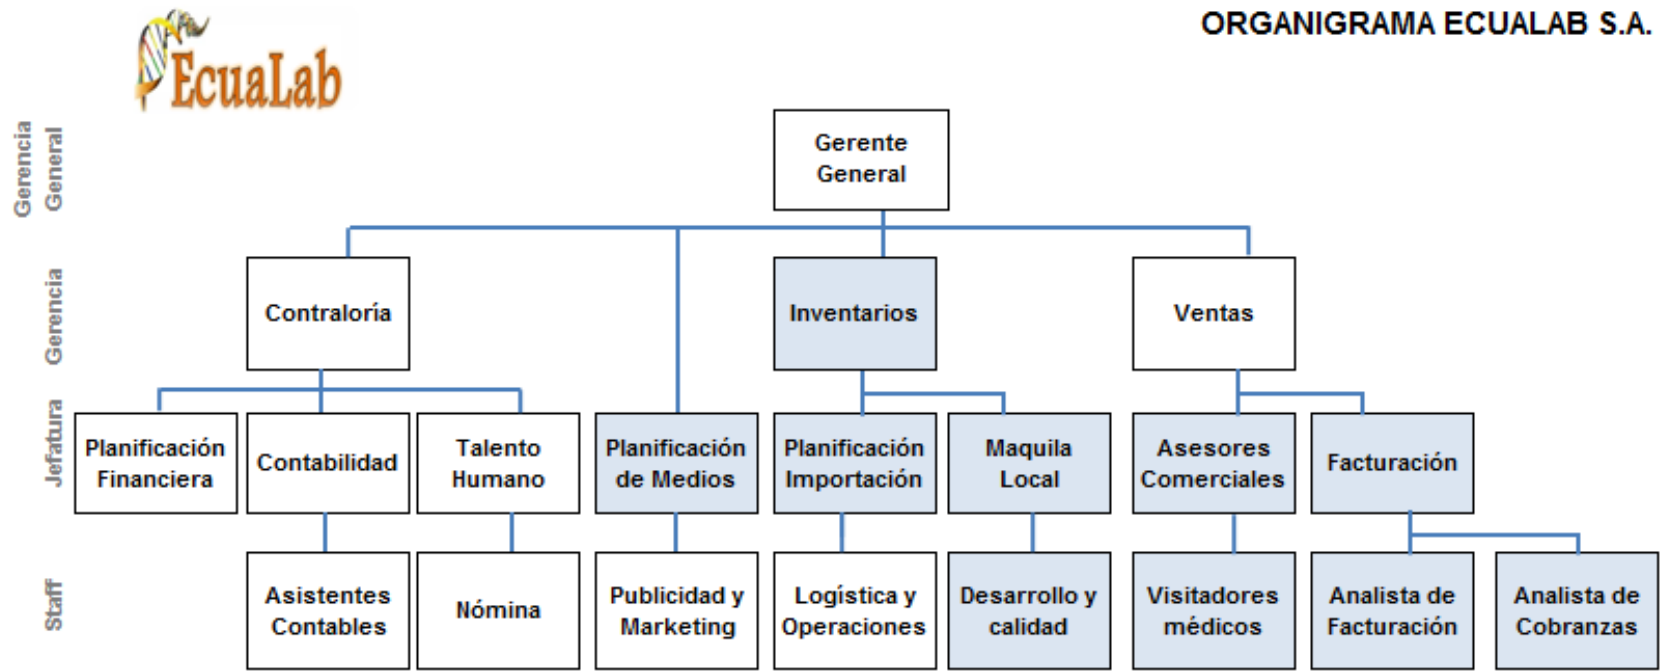 ORGANIGRAMA ECUALAB S.A.
EcuaLab
Gerencia
General
Gerente
General
Gerencia
Contraloría
Inventarios
Ventas
Jefatura
Planificación
Financiera
Contabilidad
Talento
Humano
Planificación
de Medios
Planificación
Importación
Maquila
Local
Asesores
Comerciales
Facturación
Staff
Asistentes
Contables
Nómina
Publicidad y
Marketing
Logística y
Operaciones
Desarrollo y
calidad
Visitadores
médicos
Analista de
Facturación
Analista de
Cobranzas